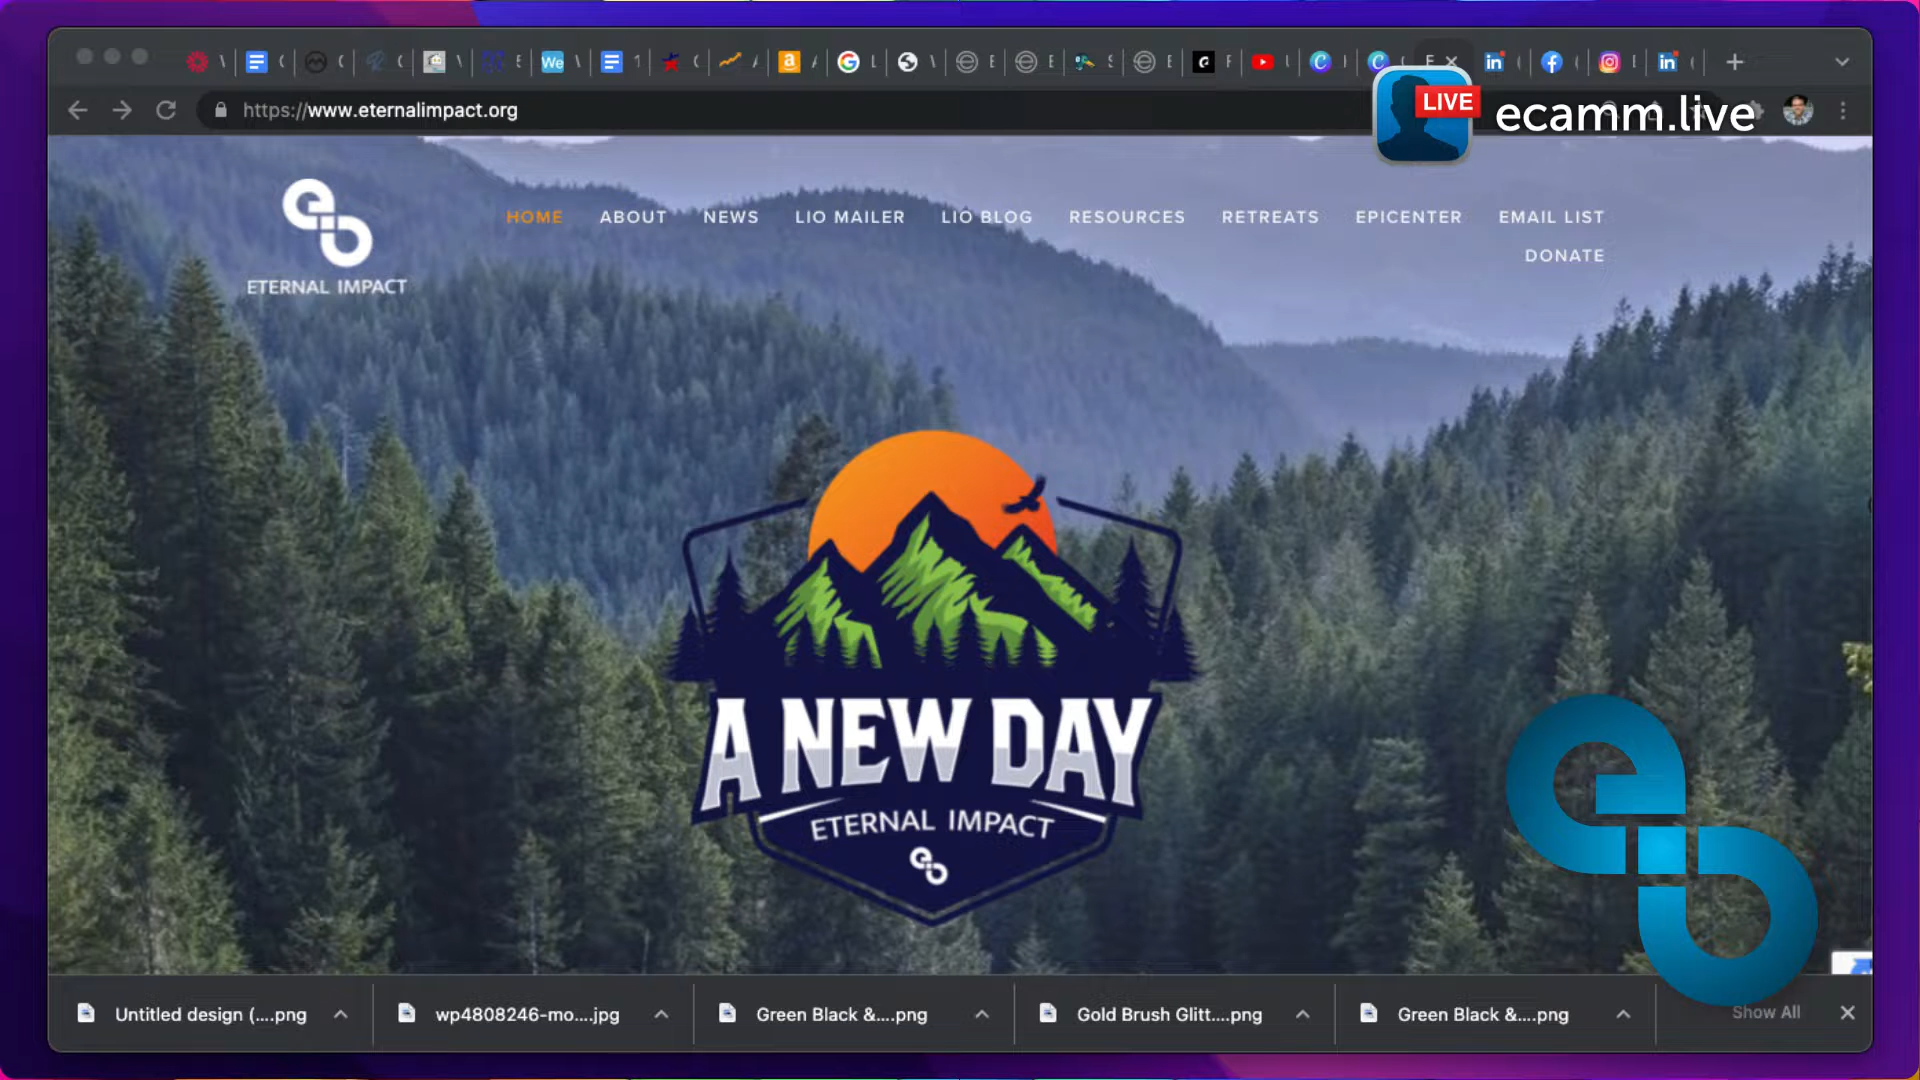 We
https://www.eternalimpact.org
LIVE
ecamm.live
ETERNAL IMPACT
HOME ABOUT NEWS LIO MAILER LIO BLOG RESOURCES RETREATS EPICENTER EMAIL LIST
DONATE
A NEW DAY
ETERNAL IMPACT
Untitled design (....png
wp4808246-mo....jpg
Green Black &....png
Gold Brush Glitt....png
Green Black &....png
Show All